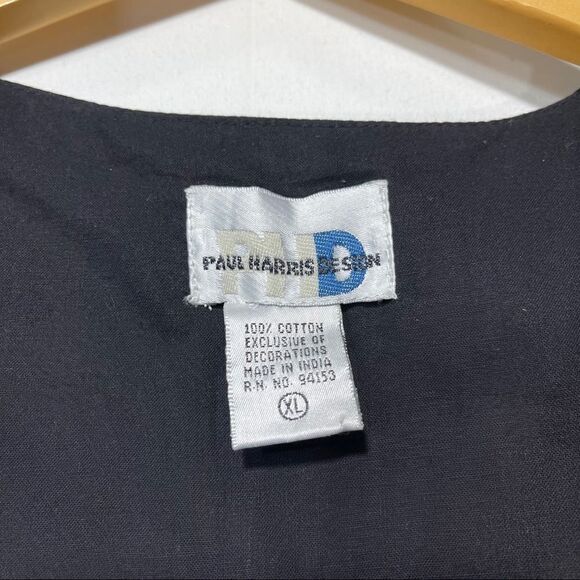 PHD
PAUL HARRIS DESIGN
100% COTTON
EXCLUSIVE OF
DECORATIONS
MADE IN INDIA
R.N. NO. 94153
XL